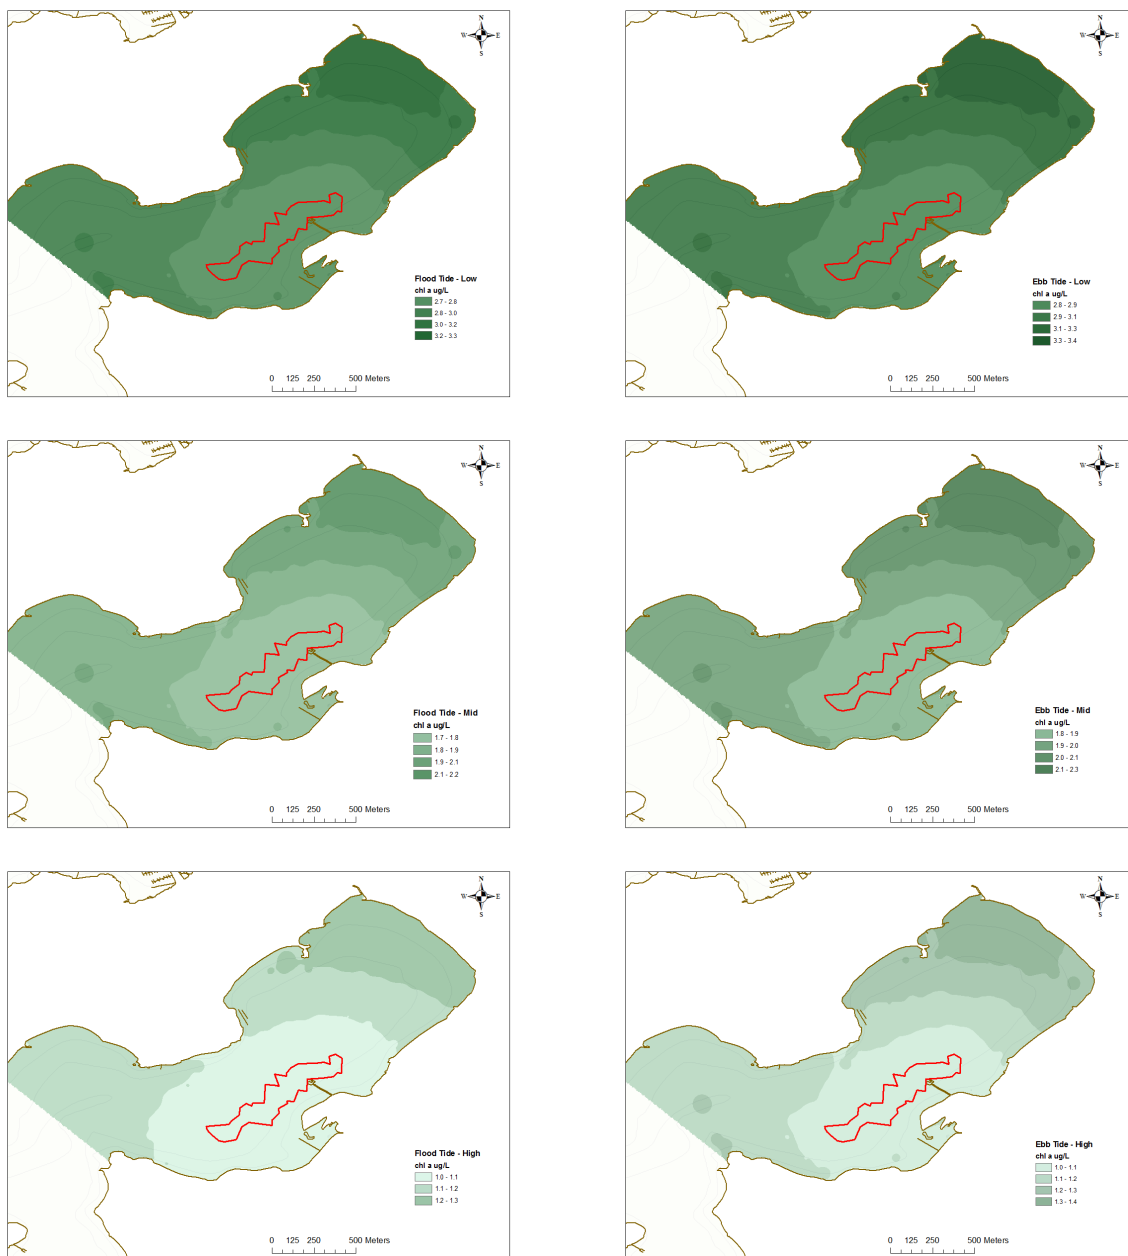 N
W E
S
Flood Tide - Low
chl a ug/L
2.7 - 2.8
2.8 - 3.0
3.0 - 3.2
3.2 - 3.3
0 125 250 500 Meters
N
W E
S
Ebb Tide - Low
chl a ug/L
2.8 - 2.9
2.9 - 3.1
3.1 - 3.3
3.3 - 3.4
0 125 250 500 Meters
N
W E
S
Flood Tide - Mid
chl a ug/L
1.7 - 1.8
1.8 - 1.9
1.9 - 2.1
2.1 - 2.2
0 125 250 500 Meters
N
W E
S
Ebb Tide - Mid
chl a ug/L
1.8 - 1.9
1.9 - 2.0
2.0 - 2.1
2.1 - 2.3
0 125 250 500 Meters
N
W E
S
Flood Tide - High
chl a ug/L
1.0 - 1.1
1.1 - 1.2
1.2 - 1.3
0 125 250 500 Meters
N
W E
S
Ebb Tide - High
chl a ug/L
1.0 - 1.1
1.1 - 1.2
1.2 - 1.3
1.3 - 1.4
0 125 250 500 Meters